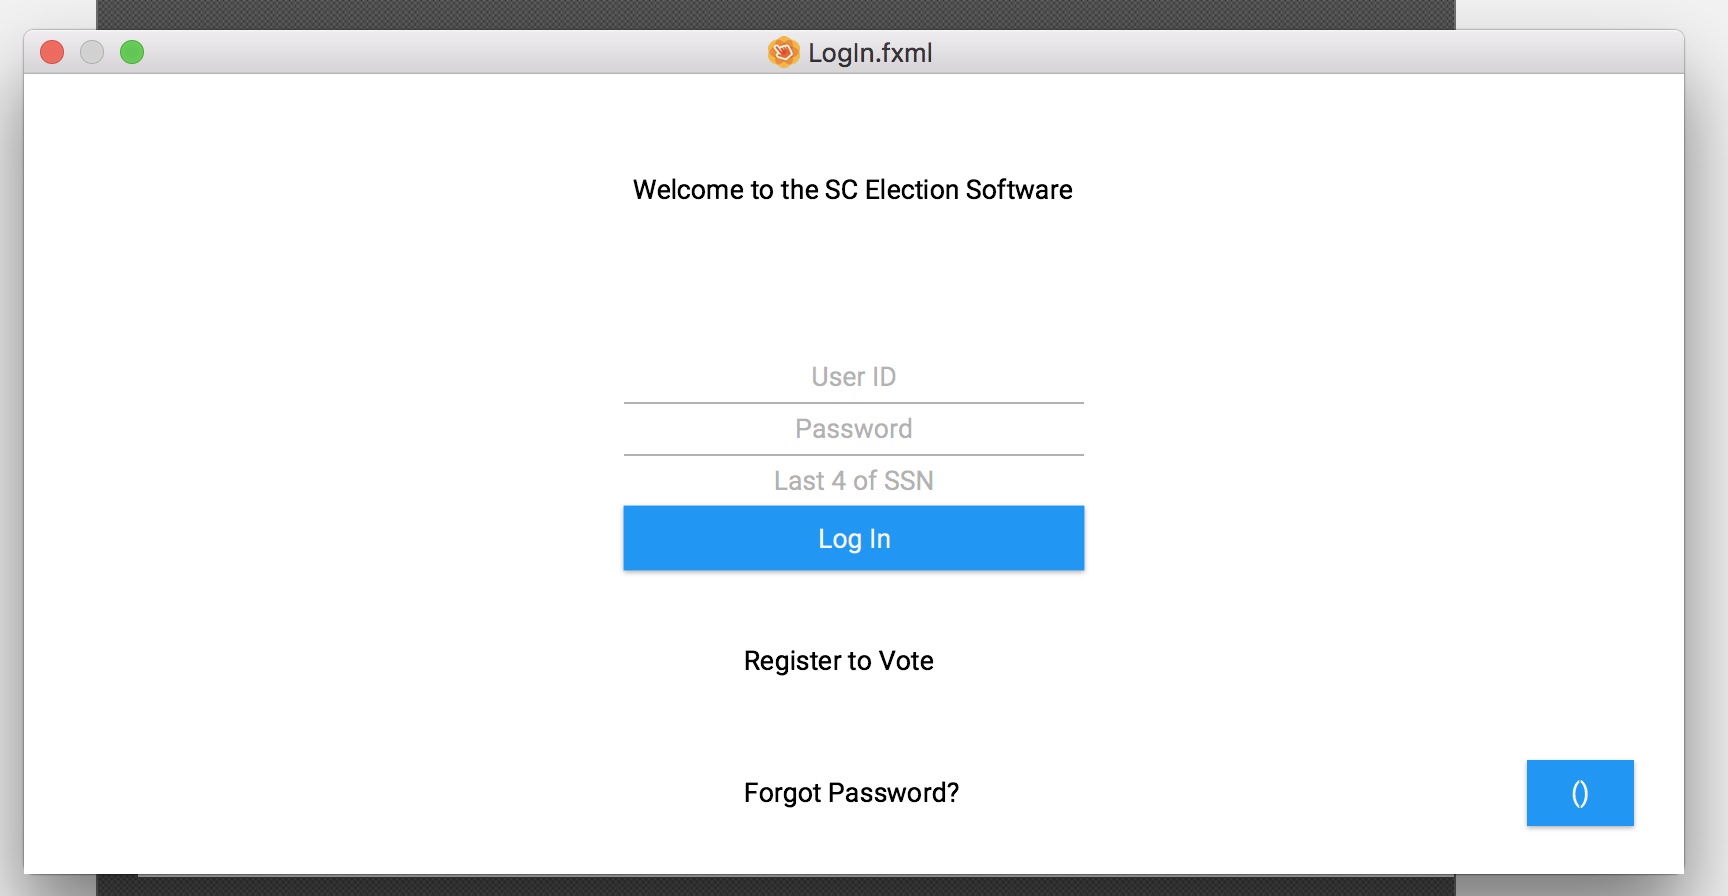 LogIn.fxml
Welcome to the SC Election Software
User ID
Password
Last 4 of SSN
Log In
Register to Vote
Forgot Password?
()